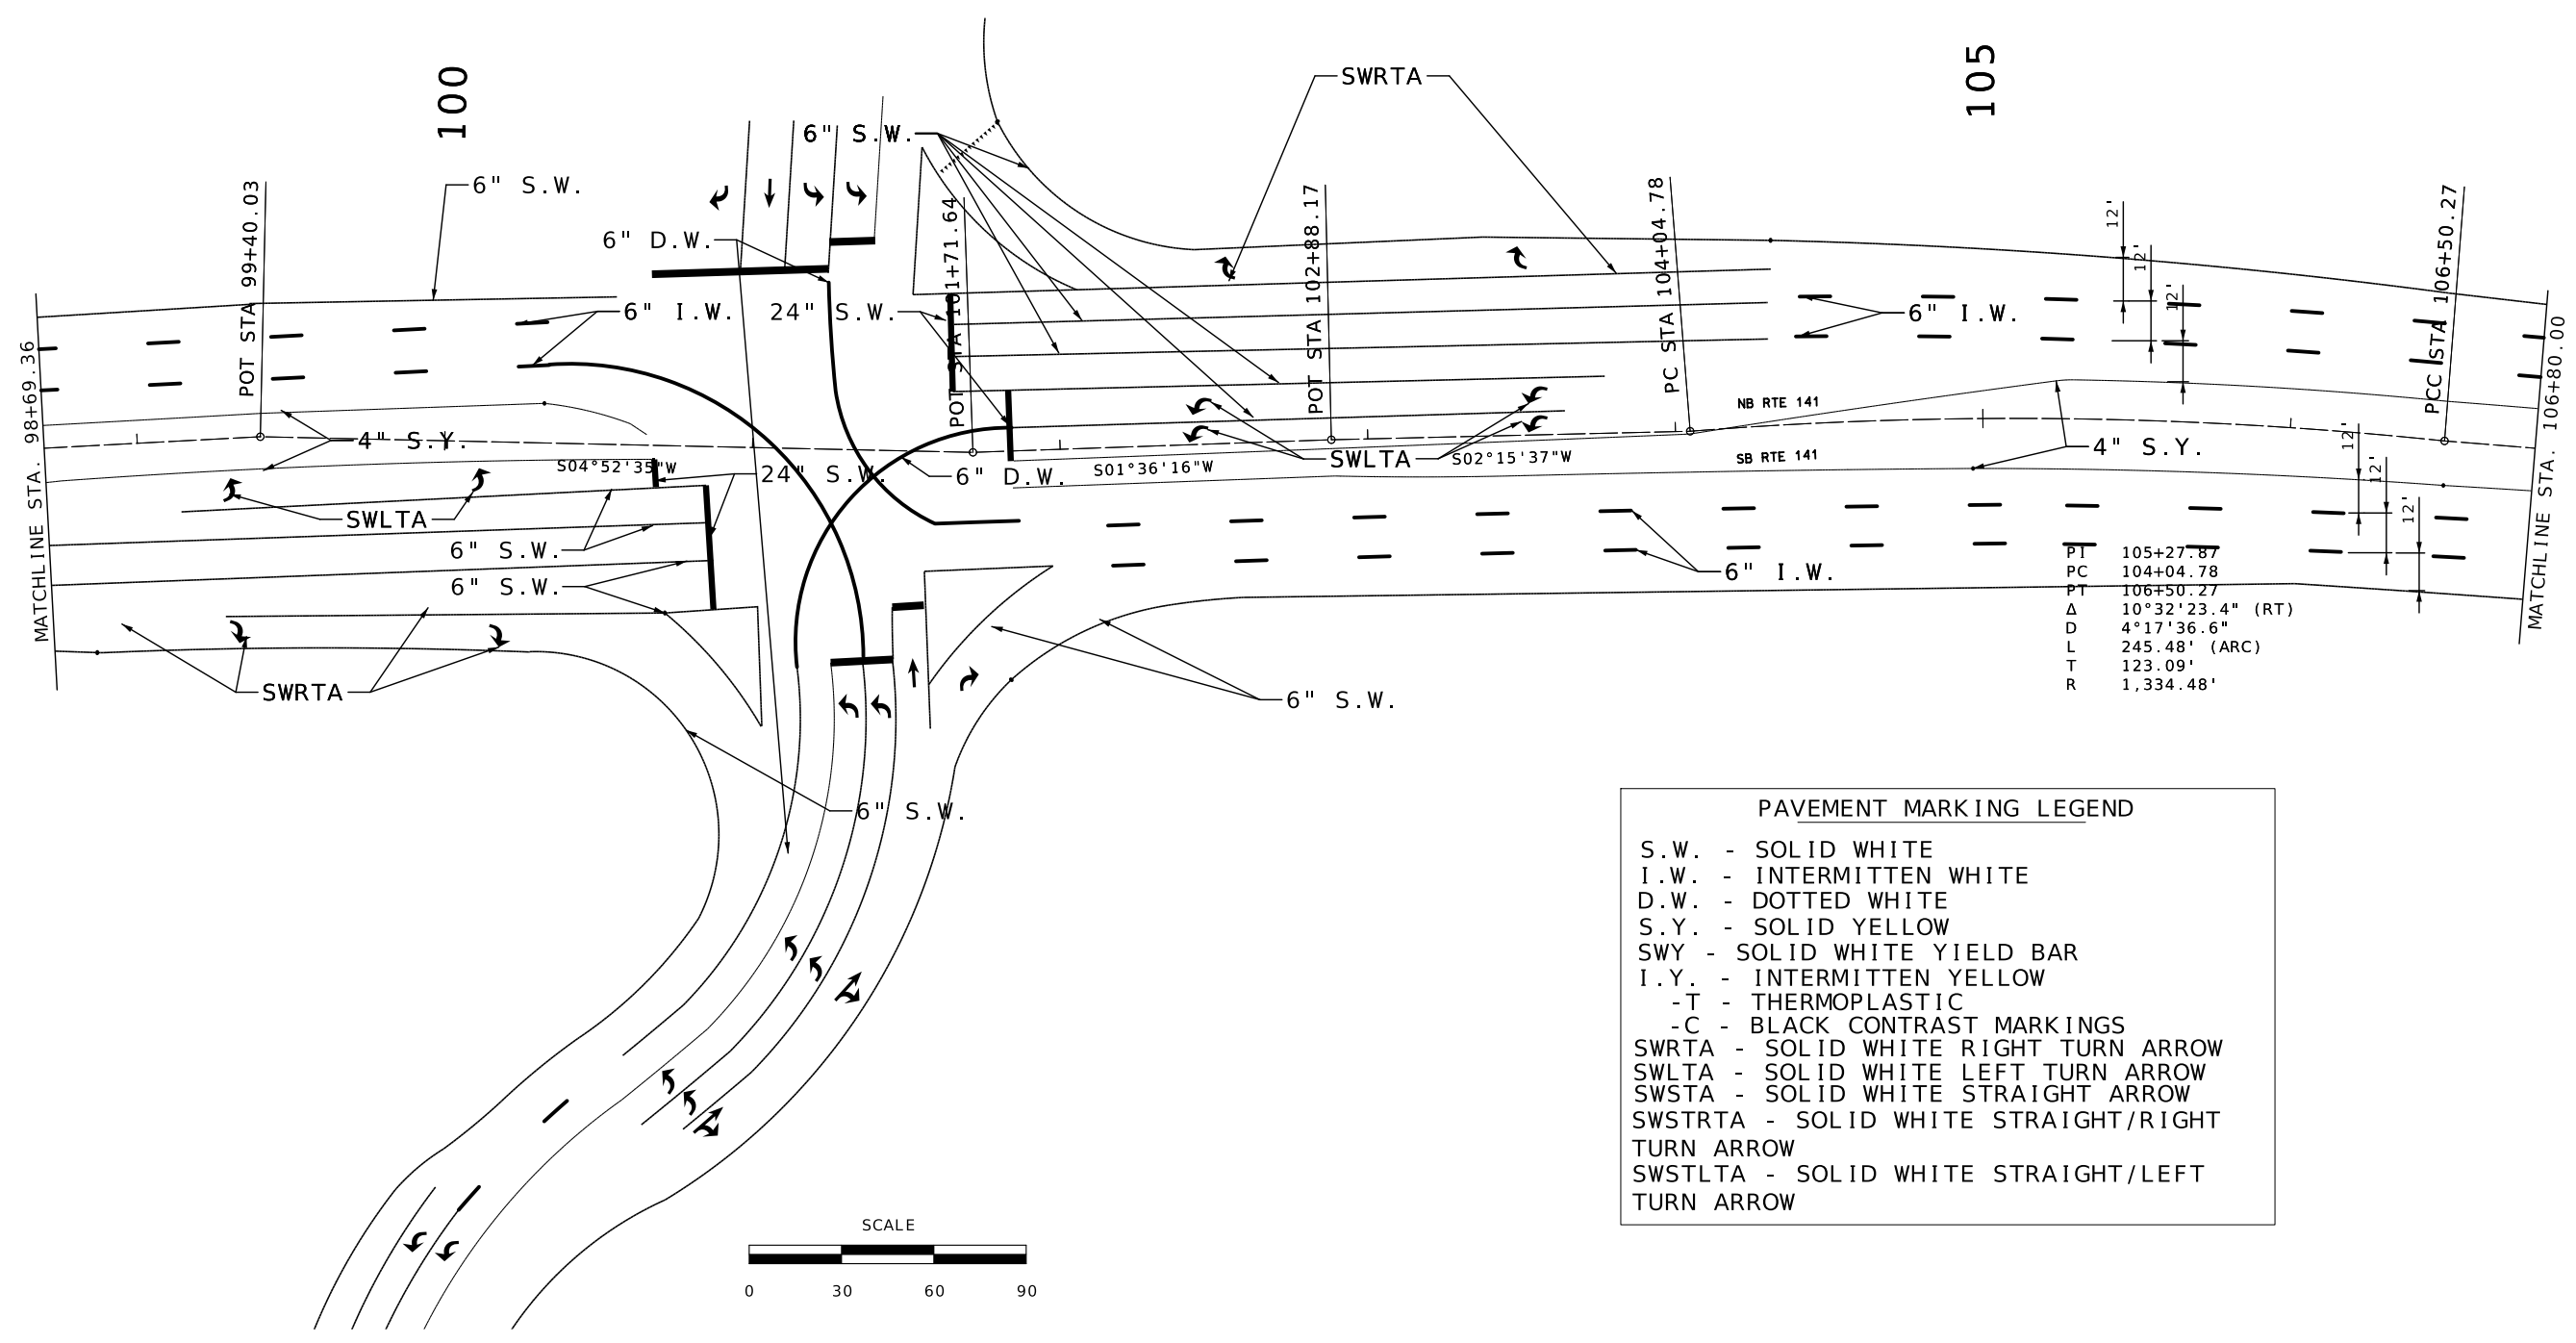 100
105
SWRTA
6" S.W.
6" S.W.
POT STA 99+40.03
6" D.W.
POT STA 101+71.64
POT STA 102+88.17
PC STA 104+04.78
PCC STA 106+50.27
12'
12'
12'
6" I.W.
24" S.W.
6" I.W.
MATCHLINE STA. 98+69.36
MATCHLINE STA. 106+80.00
NB RTE 141
4" S.Y.
S04°52'35"W
24" S.W.
6" D.W.
S01°36'16"W
SWLTA
S02°15'37"W
SB RTE 141
4" S.Y.
12'
12'
12'
SWLTA
6" S.W.
6" S.W.
6" I.W.
PI 105+27.87
PC 104+04.78
PT 106+50.27
Δ 10°32'23.4" (RT)
D 4°17'36.6"
L 245.48' (ARC)
T 123.09'
R 1,334.48'
SWRTA
6" S.W.
6" S.W.
PAVEMENT MARKING LEGEND
S.W. - SOLID WHITE
I.W. - INTERMITTEN WHITE
D.W. - DOTTED WHITE
S.Y. - SOLID YELLOW
SWY - SOLID WHITE YIELD BAR
I.Y. - INTERMITTEN YELLOW
-T - THERMOPLASTIC
-C - BLACK CONTRAST MARKINGS
SWRTA - SOLID WHITE RIGHT TURN ARROW
SWLTA - SOLID WHITE LEFT TURN ARROW
SWSTA - SOLID WHITE STRAIGHT ARROW
SWSTRTA - SOLID WHITE STRAIGHT/RIGHT
TURN ARROW
SWSTLTA - SOLID WHITE STRAIGHT/LEFT
TURN ARROW
SCALE
0 30 60 90